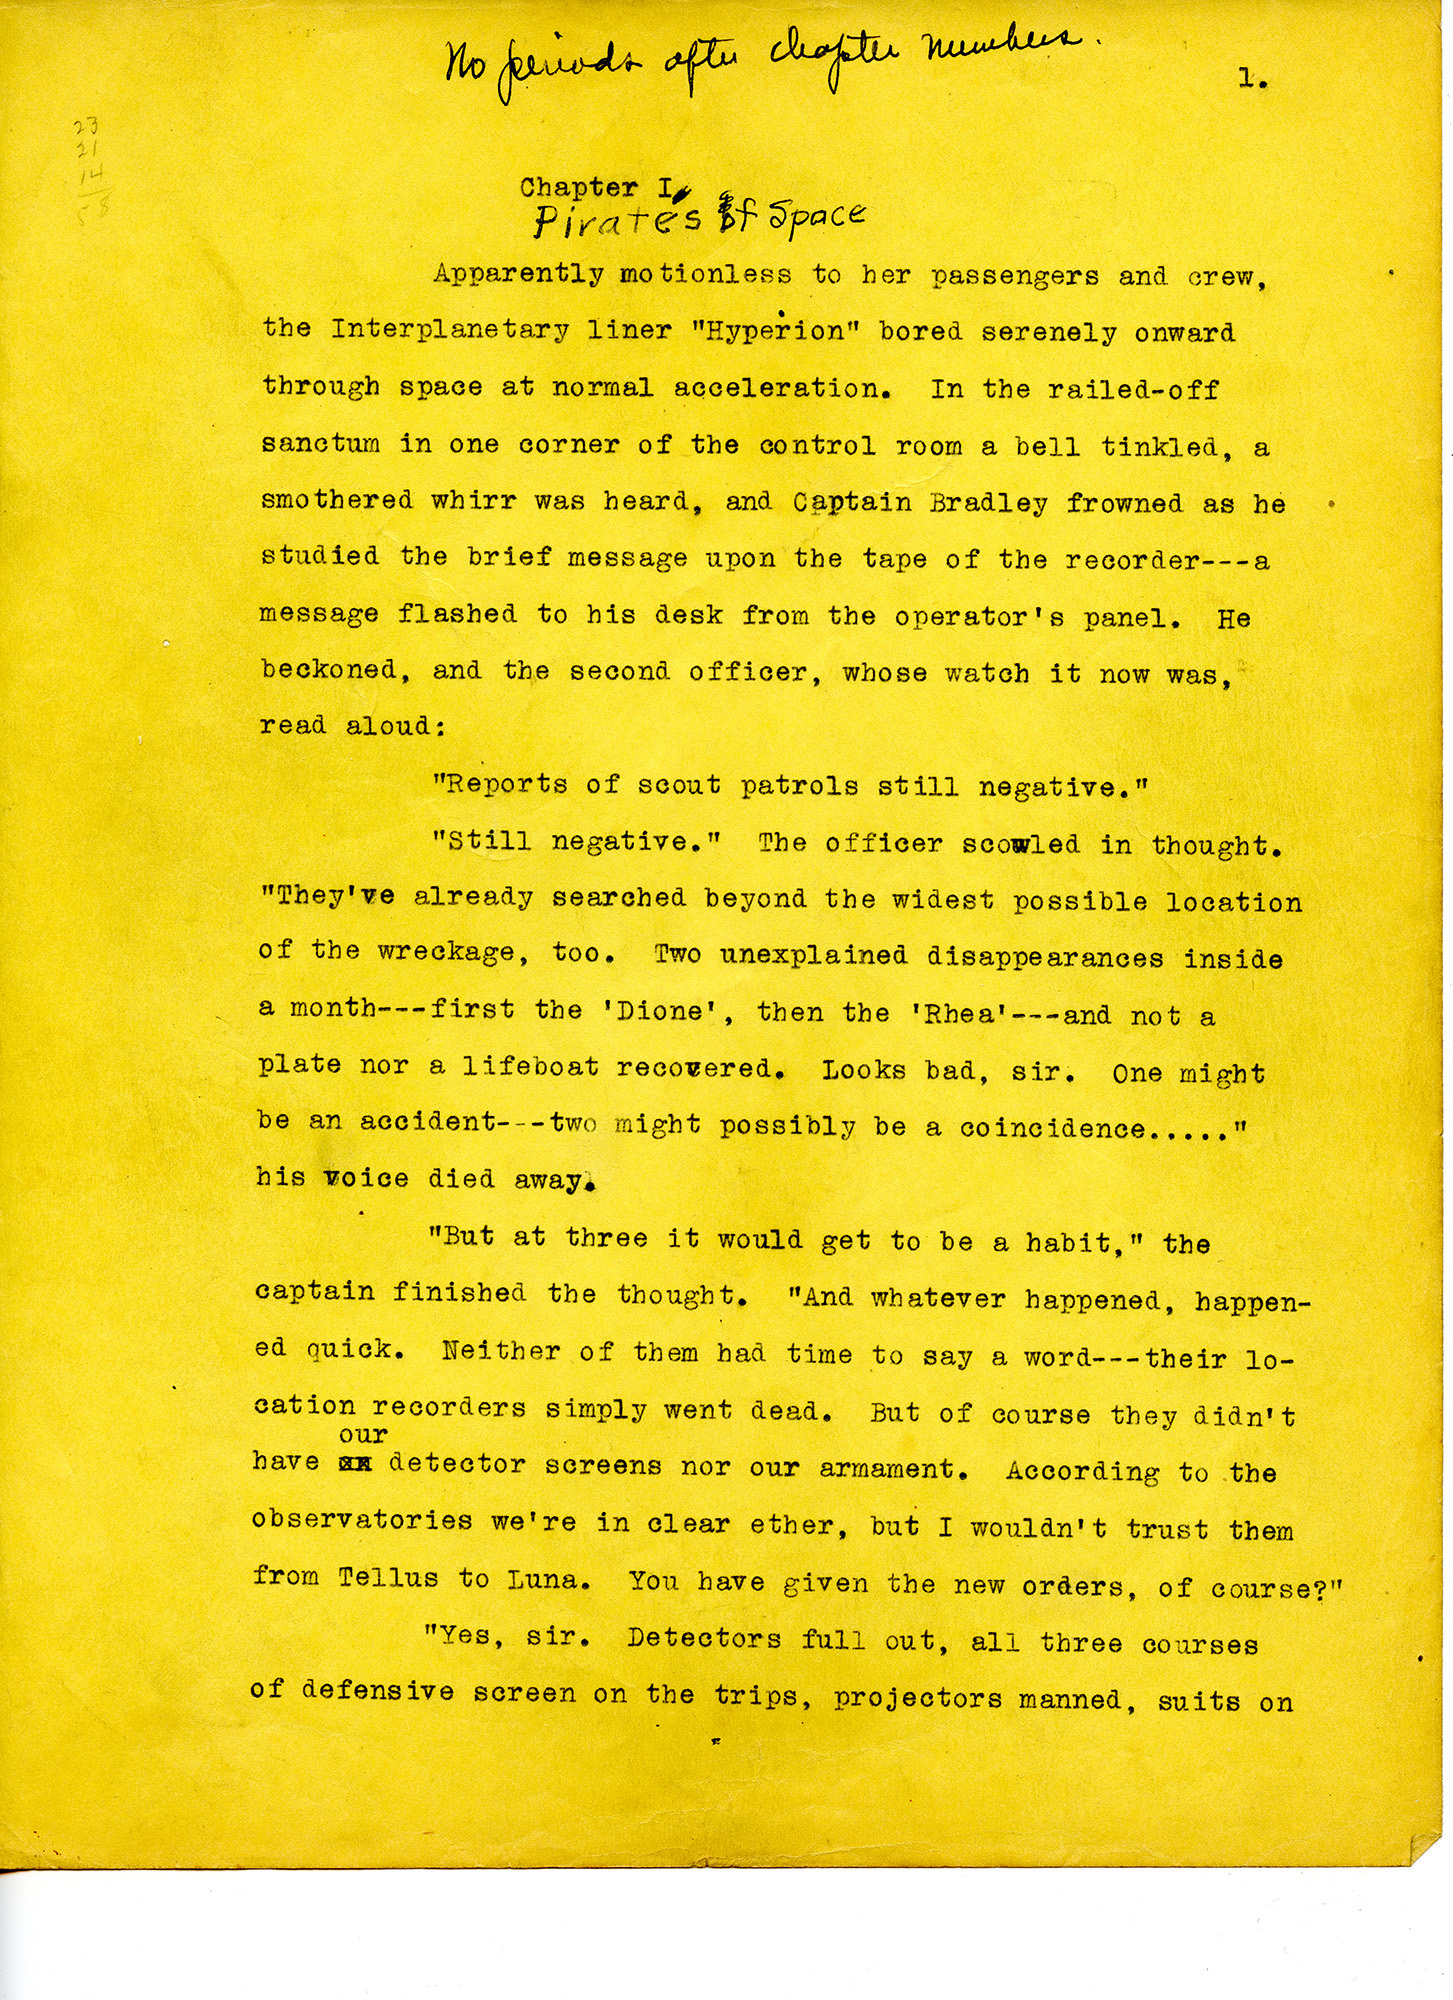 No periods after chapter numbers.
1.
23
21
14
58
Chapter I
Pirates of Space
Apparently motionless to her passengers and crew,
the Interplanetary liner "Hyperion" bored serenely onward
through space at normal acceleration. In the railed-off
sanctum in one corner of the control room a bell tinkled, a
smothered whirr was heard, and Captain Bradley frowned as he
studied the brief message upon the tape of the recorder---a
message flashed to his desk from the operator's panel. He
beckoned, and the second officer, whose watch it now was,
read aloud:
"Reports of scout patrols still negative."
"Still negative." The officer scowled in thought.
"They've already searched beyond the widest possible location
of the wreckage, too. Two unexplained disappearances inside
a month---first the 'Dione', then the 'Rhea'---and not a
plate nor a lifeboat recovered. Looks bad, sir. One might
be an accident---two might possibly be a coincidence....."
his voice died away.
"But at three it would get to be a habit," the
captain finished the thought. "And whatever happened, happen-
ed quick. Neither of them had time to say a word---their lo-
cation recorders simply went dead. But of course they didn't
our
have detector screens nor our armament. According to the
observatories we're in clear ether, but I wouldn't trust them
from Tellus to Luna. You have given the new orders, of course?"
"Yes, sir. Detectors full out, all three courses
of defensive screen on the trips, projectors manned, suits on